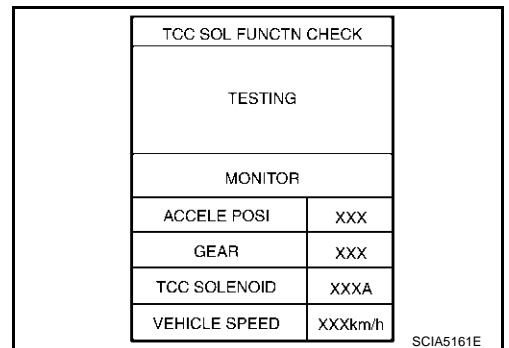 TCC SOL FUNCTN CHECK
TESTING
MONITOR
ACCELE POSI XXX
GEAR XXX
TCC SOLENOID XXXA
VEHICLE SPEED XXXkm/h
SCIA5161E